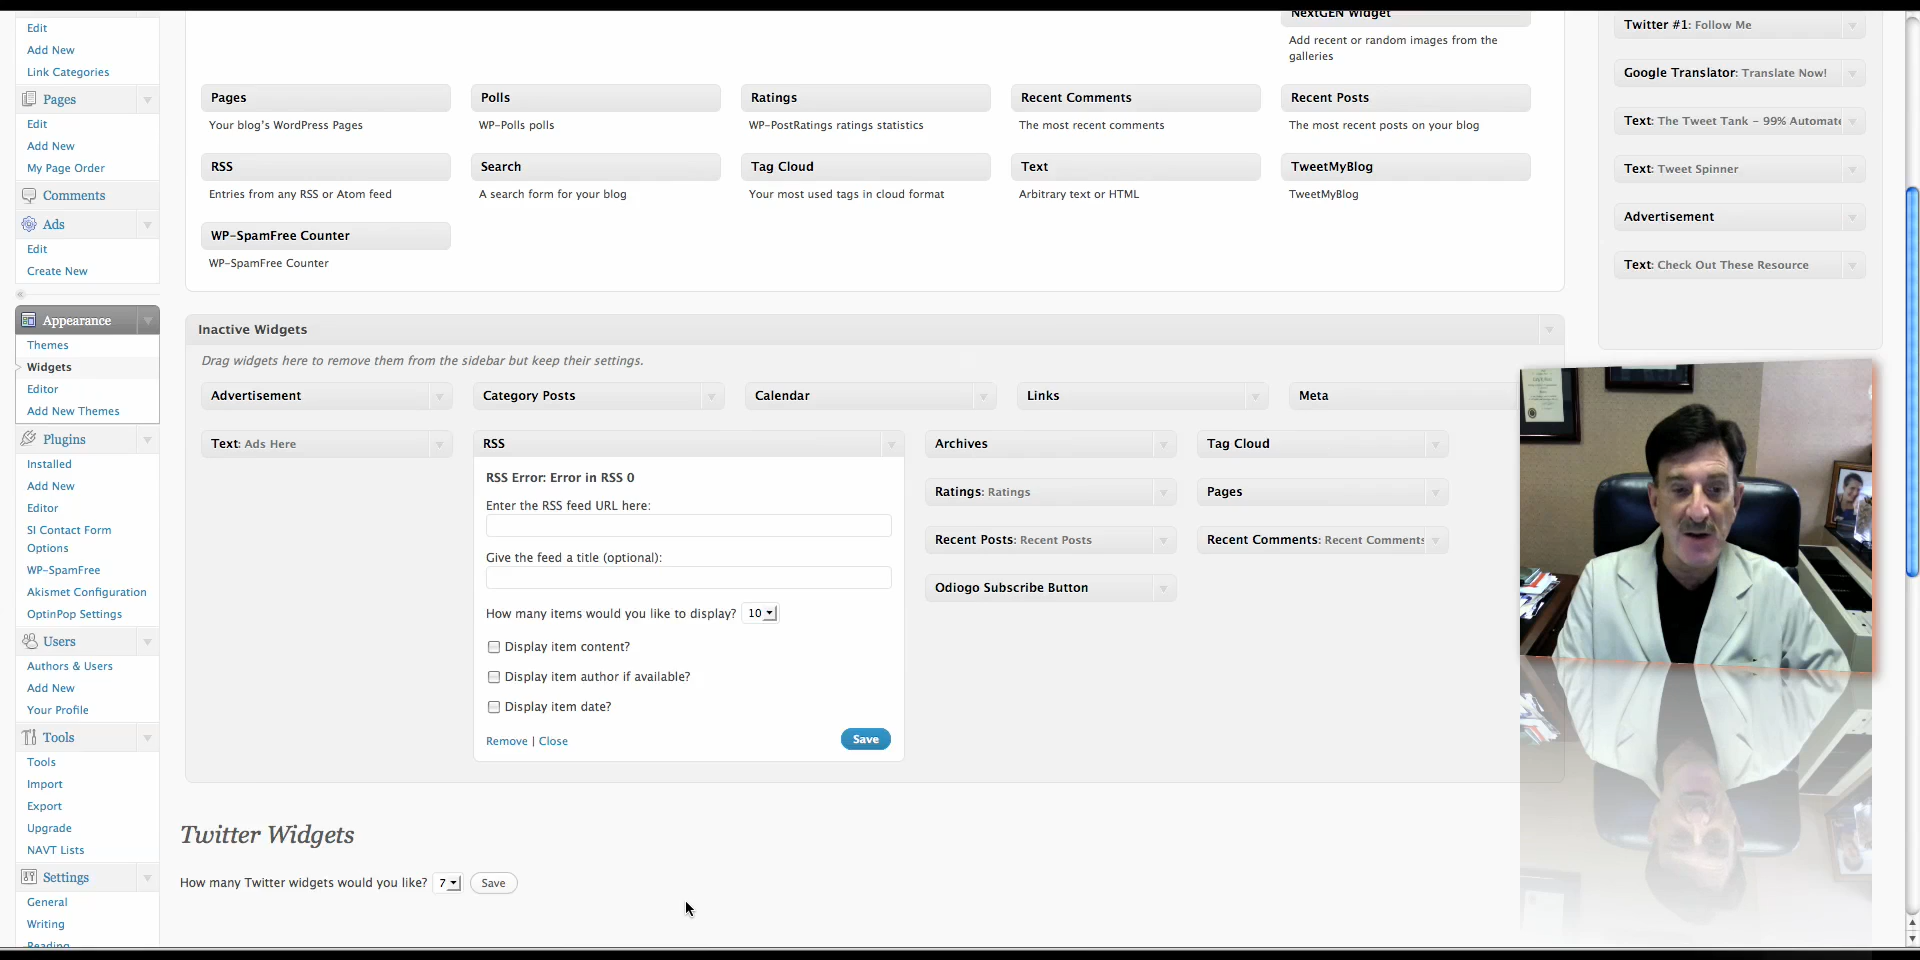 Edit
Add New
Link Categories
Pages
Edit
Add New
My Page Order
Comments
Ads
Edit
Create New
Appearance
Themes
Widgets
Editor
Add New Themes
Plugins
Installed
Add New
Editor
SI Contact Form
Options
WP-SpamFree
Akismet Configuration
OptinPop Settings
Users
Authors & Users
Add New
Your Profile
Tools
Tools
Import
Export
Upgrade
NAVT Lists
Settings
General
Writing
Reading
NextGEN Widget
Add recent or random images from the
galleries
Pages
Your blog's WordPress Pages
Polls
WP-Polls polls
Ratings
WP-PostRatings ratings statistics
Recent Comments
The most recent comments
Recent Posts
The most recent posts on your blog
RSS
Entries from any RSS or Atom feed
Search
A search form for your blog
Tag Cloud
Your most used tags in cloud format
Text
Arbitrary text or HTML
TweetMyBlog
TweetMyBlog
WP-SpamFree Counter
WP-SpamFree Counter
Inactive Widgets
Drag widgets here to remove them from the sidebar but keep their settings.
Advertisement
Category Posts
Calendar
Links
Meta
Text: Ads Here
RSS
RSS Error: Error in RSS 0
Enter the RSS feed URL here:
Give the feed a title (optional):
How many items would you like to display? 10
Display item content?
Display item author if available?
Display item date?
Remove | Close
Save
Archives
Tag Cloud
Ratings: Ratings
Pages
Recent Posts: Recent Posts
Recent Comments: Recent Comments
Odiogo Subscribe Button
Twitter Widgets
How many Twitter widgets would you like? 7 Save
Twitter #1: Follow Me
Google Translator: Translate Now!
Text: The Tweet Tank - 99% Automate
Text: Tweet Spinner
Advertisement
Text: Check Out These Resource